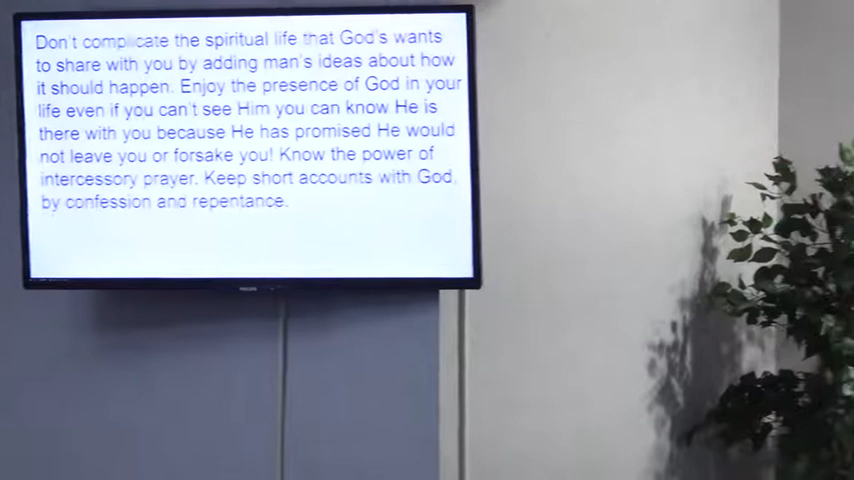 Don't complicate the spiritual life that God's wants
to share with you by adding man's ideas about how
it should happen. Enjoy the presence of God in your
life even if you can't see Him you can know He is
there with you because He has promised He would
not leave you or forsake you! Know the power of
intercessory prayer. Keep short accounts with God,
by confession and repentance.
PHILIPS